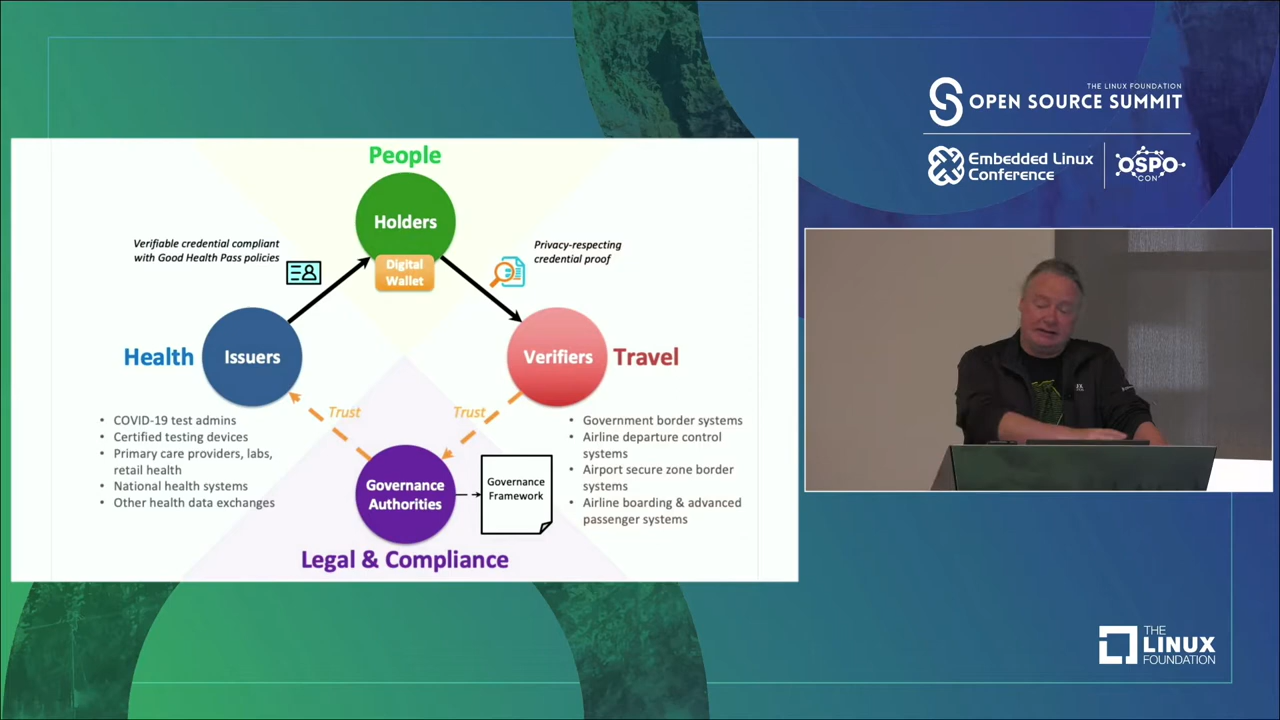 THE LINUX FOUNDATION
OPEN SOURCE SUMMIT
Embedded Linux
Conference
OSPO
CON
People
Holders
Digital
Wallet
Verifiable credential compliant
with Good Health Pass policies
Privacy-respecting
credential proof
Health
Issuers
Verifiers
Travel
Trust
Trust
• COVID-19 test admins
• Certified testing devices
• Primary care providers, labs,
retail health
• National health systems
• Other health data exchanges
Governance
Authorities
Governance
Framework
• Government border systems
• Airline departure control
systems
• Airport secure zone border
systems
• Airline boarding & advanced
passenger systems
Legal & Compliance
THE
LINUX
FOUNDATION